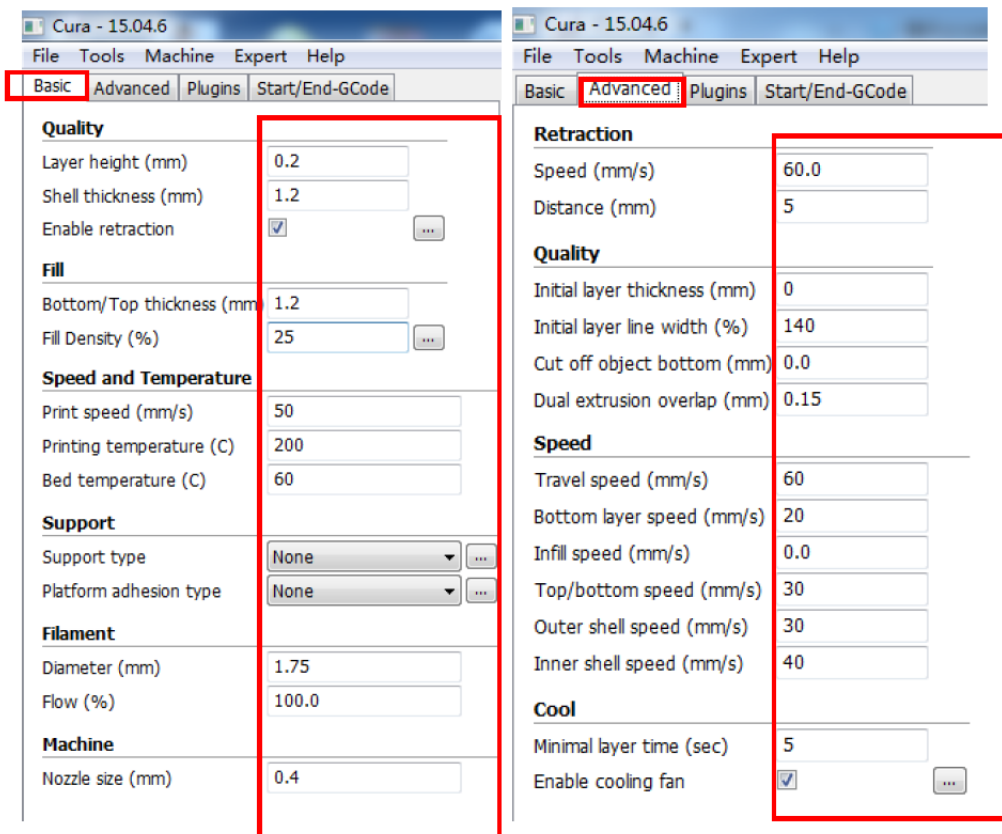 Cura - 15.04.6
File Tools Machine Expert Help
Basic Advanced Plugins Start/End-GCode
Quality
Layer height (mm) 0.2
Shell thickness (mm) 1.2
Enable retraction ...
Fill
Bottom/Top thickness (mm 1.2
Fill Density (%) 25 ...
Speed and Temperature
Print speed (mm/s) 50
Printing temperature (C) 200
Bed temperature (C) 60
Support
Support type None ...
Platform adhesion type None ...
Filament
Diameter (mm) 1.75
Flow (%) 100.0
Machine
Nozzle size (mm) 0.4
Cura - 15.04.6
File Tools Machine Expert Help
Basic Advanced Plugins Start/End-GCode
Retraction
Speed (mm/s) 60.0
Distance (mm) 5
Quality
Initial layer thickness (mm) 0
Initial layer line width (%) 140
Cut off object bottom (mm) 0.0
Dual extrusion overlap (mm) 0.15
Speed
Travel speed (mm/s) 60
Bottom layer speed (mm/s) 20
Infill speed (mm/s) 0.0
Top/bottom speed (mm/s) 30
Outer shell speed (mm/s) 30
Inner shell speed (mm/s) 40
Cool
Minimal layer time (sec) 5
Enable cooling fan ...